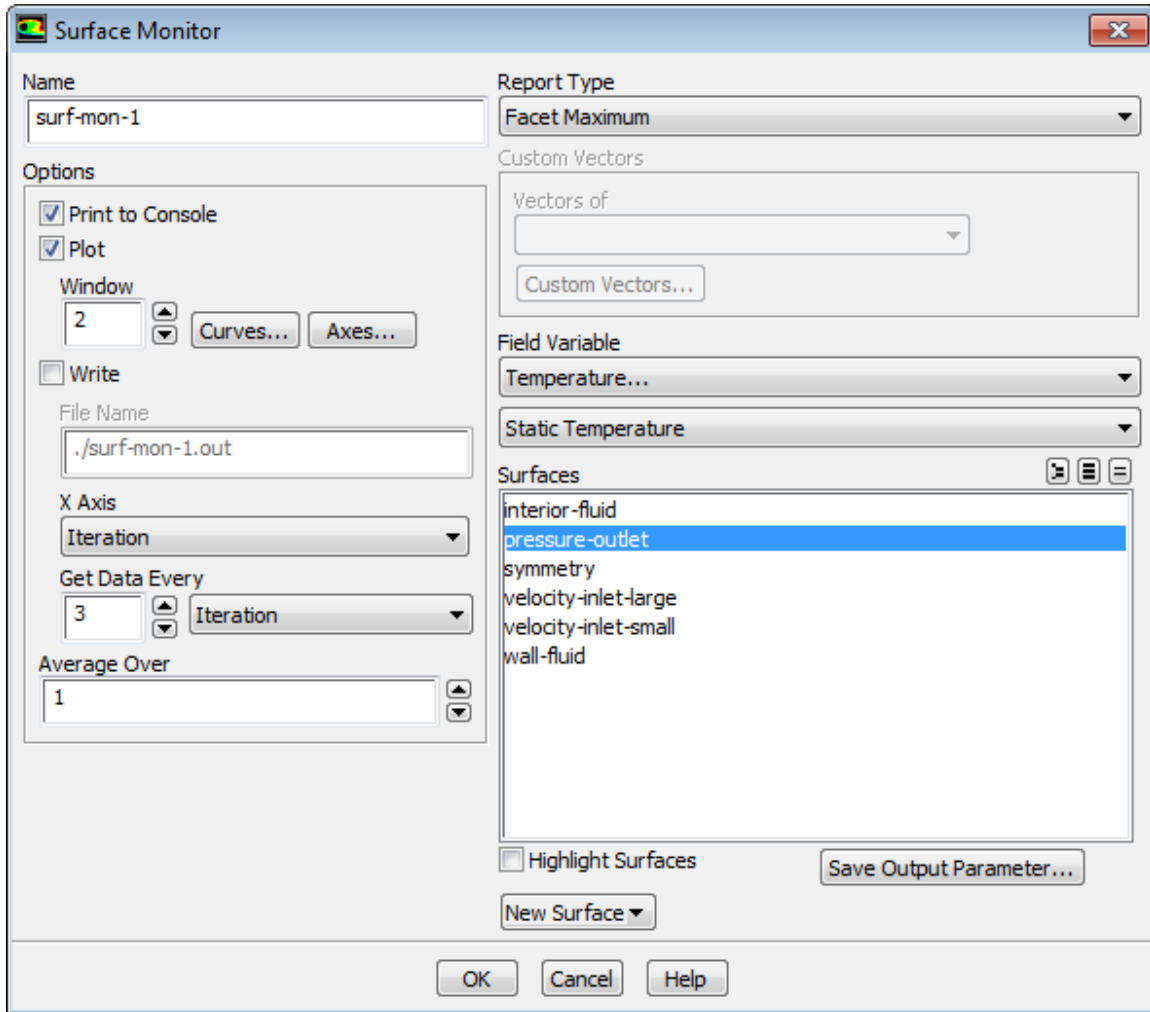 Surface Monitor
Name
surf-mon-1
Options
Print to Console
Plot
Window
2
Curves...
Axes...
Write
File Name
./surf-mon-1.out
X Axis
Iteration
Get Data Every
3
Iteration
Average Over
1
Report Type
Facet Maximum
Custom Vectors
Vectors of
Custom Vectors...
Field Variable
Temperature...
Static Temperature
Surfaces
interior-fluid
pressure-outlet
symmetry
velocity-inlet-large
velocity-inlet-small
wall-fluid
Highlight Surfaces
Save Output Parameter...
New Surface
OK
Cancel
Help